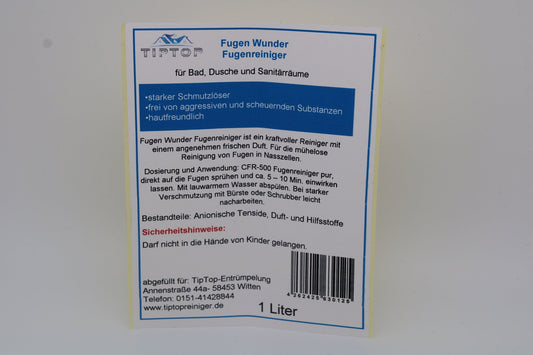 TIPTOP
Fugen Wunder
Fugenreiniger
für Bad, Dusche und Sanitärräume
•starker Schmutzlöser
•frei von aggressiven und scheuernden Substanzen
•hautfreundlich
Fugen Wunder Fugenreiniger ist ein kraftvoller Reiniger mit
einem angenehmen frischen Duft. Für die mühelose
Reinigung von Fugen in Nasszellen.
Dosierung und Anwendung: CFR-500 Fugenreiniger pur,
direkt auf die Fugen sprühen und ca. 5 – 10 Min. einwirken
lassen. Mit lauwarmem Wasser abspülen. Bei starker
Verschmutzung mit Bürste oder Schrubber leicht
nacharbeiten.
Bestandteile: Anionische Tenside, Duft- und Hilfsstoffe
Sicherheitshinweise:
Darf nicht in die Hände von Kinder gelangen.
abgefüllt für: TipTop-Entrümpelung
Annenstraße 44a- 58453 Witten
Telefon: 0151-41428844
www.tiptopreiniger.de
1 Liter
4 262425 630129